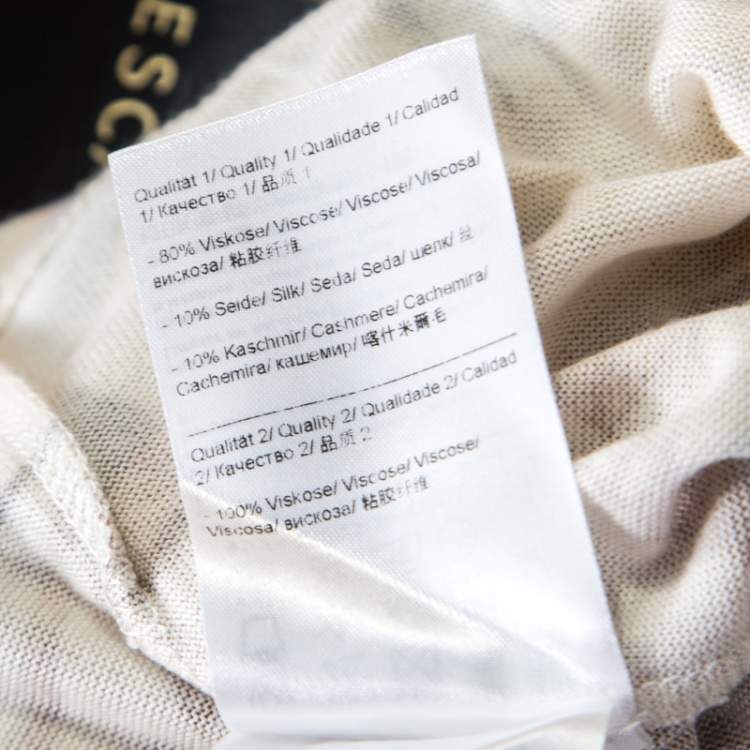 ESC
Qualität 1/ Quality 1/ Qualidade 1/ Calidad
1/ Качество 1/ 品质 1
- 80% Viskose/ Viscose/ Viscose/ Viscosa/
вискоза/ 粘胶纤维
- 10% Seide/ Silk/ Seda/ Seda/ шелк/ 丝
- 10% Kaschmir/ Cashmere/ Cachemira/
Cachemira/ кашемир/ 喀什米爾毛
Qualität 2/ Quality 2/ Qualidade 2/ Calidad
2/ Качество 2/ 品质 2
- 100% Viskose/ Viscose/ Viscose/
Viscosa/ вискоза/ 粘胶纤维